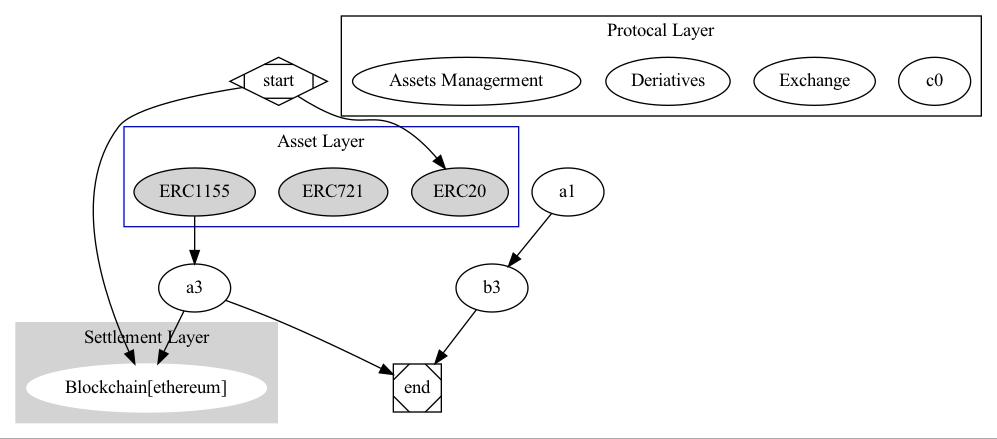 Protocal Layer
start
Assets Managerment
Deriatives
Exchange
c0
Asset Layer
ERC1155
ERC721
ERC20
a1
a3
b3
Settlement Layer
Blockchain[ethereum]
end